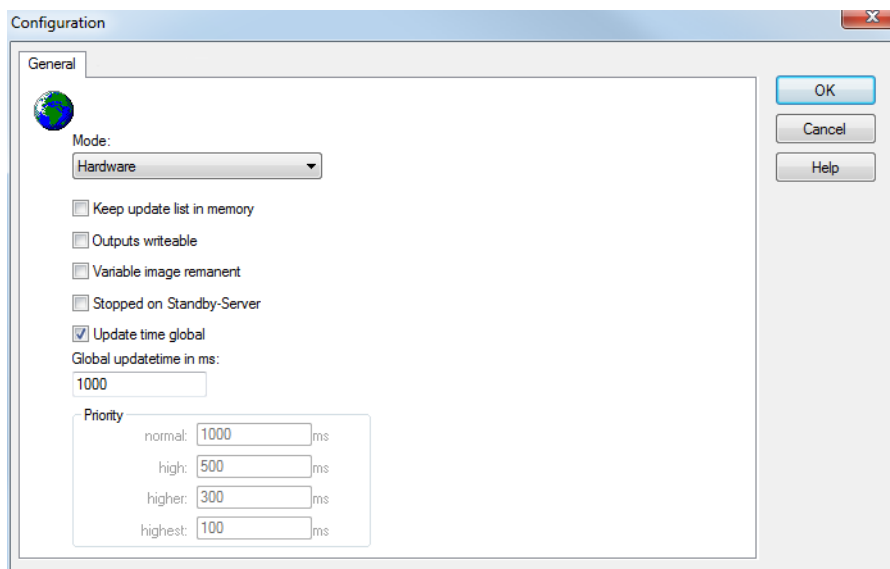 Configuration
General
OK
Cancel
Help
Mode:
Hardware
Keep update list in memory
Outputs writeable
Variable image remanent
Stopped on Standby-Server
Update time global
Global updatetime in ms:
1000
Priority
normal: 1000 ms
high: 500 ms
higher: 300 ms
highest: 100 ms